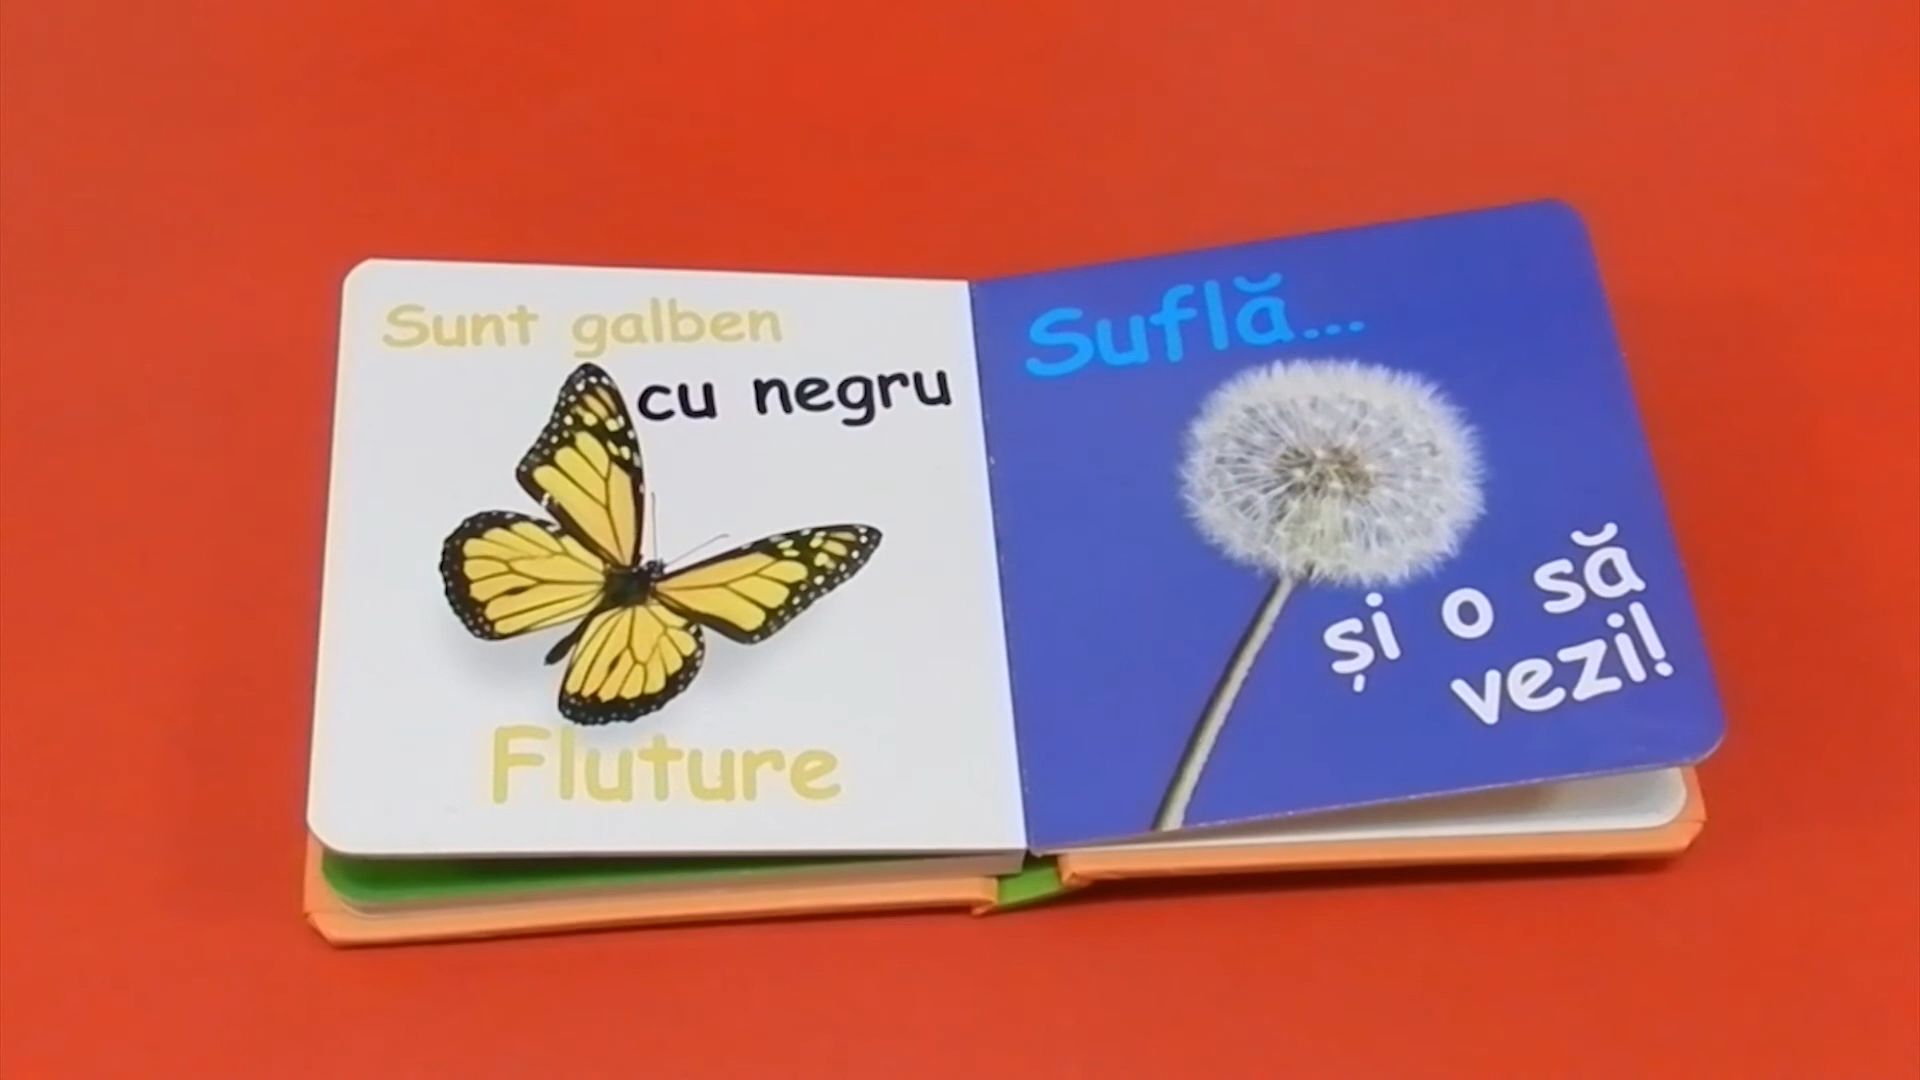 Sunt galben
cu negru
Fluture
Suflă...
și o să
vezi!